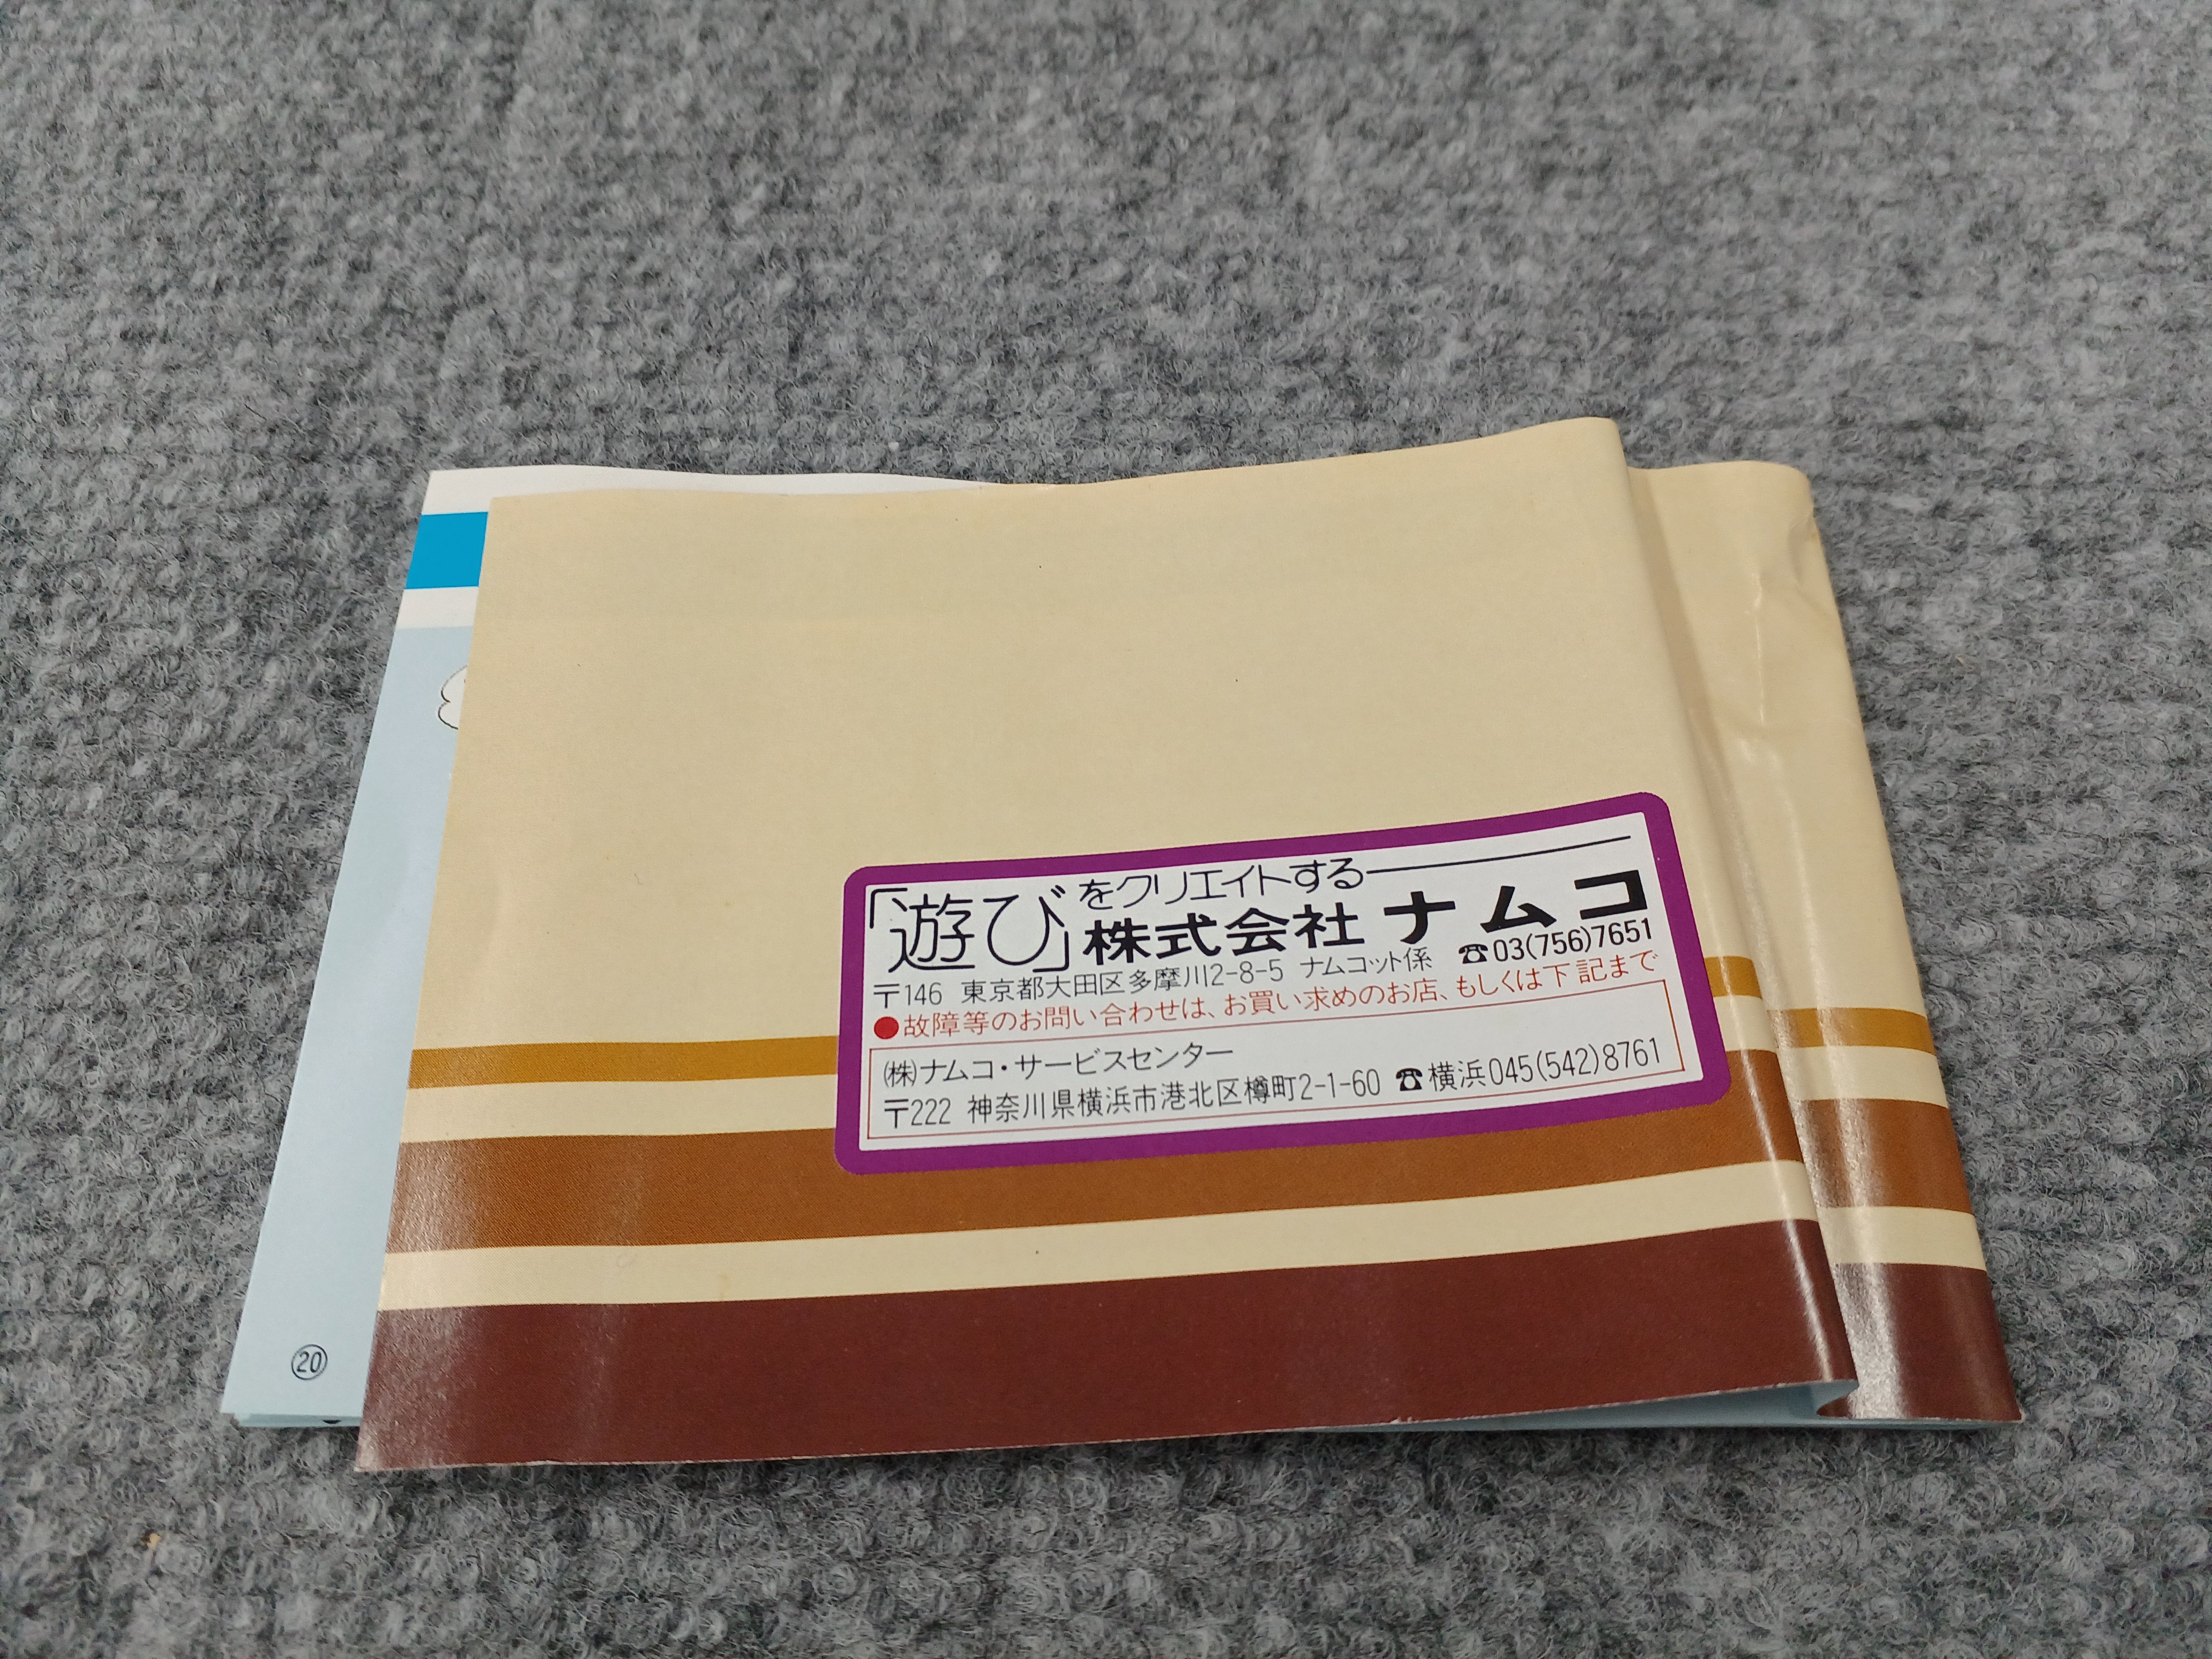 「遊び」をクリエイトする
株式会社ナムコ
〒146 東京都大田区多摩川2-8-5 ナムコット係 ☎03(756)7651
●故障等のお問い合わせは、お買い求めのお店、もしくは下記まで
㈱ナムコ・サービスセンター
〒222 神奈川県横浜市港北区樽町2-1-60 ☎横浜045(542)8761
⑳